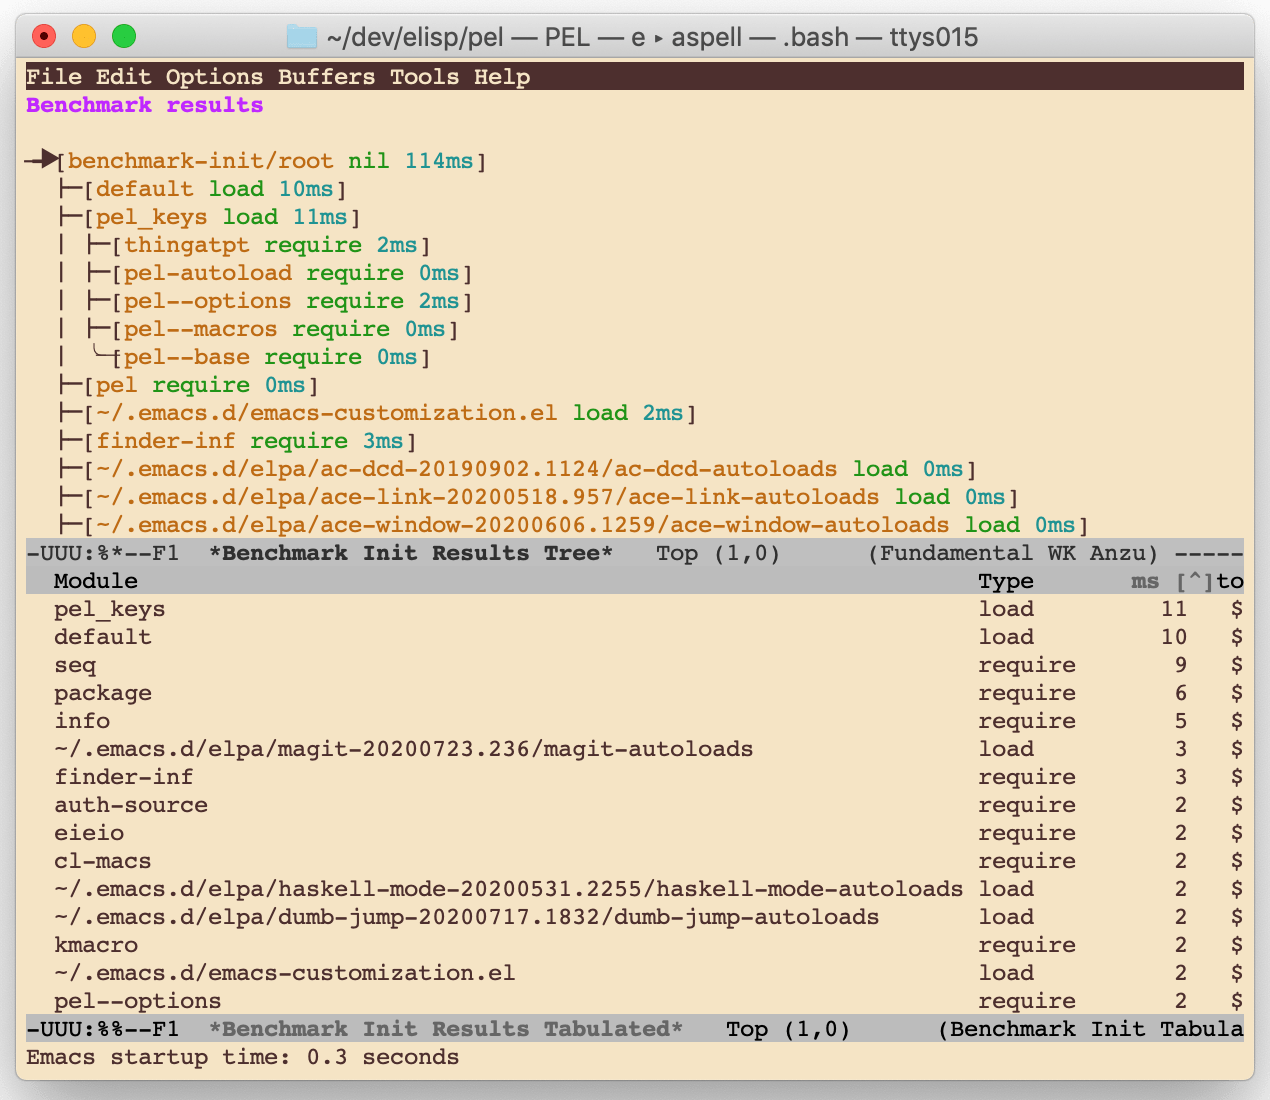 ~/dev/elisp/pel — PEL — e ▸ aspell — .bash — ttys015
File Edit Options Buffers Tools Help
Benchmark results
[benchmark-init/root nil 114ms]
├─[default load 10ms]
├─[pel_keys load 11ms]
│ ├─[thingatpt require 2ms]
│ ├─[pel-autoload require 0ms]
│ ├─[pel--options require 2ms]
│ ├─[pel--macros require 0ms]
│ ╰─[pel--base require 0ms]
├─[pel require 0ms]
├─[~/.emacs.d/emacs-customization.el load 2ms]
├─[finder-inf require 3ms]
├─[~/.emacs.d/elpa/ac-dcd-20190902.1124/ac-dcd-autoloads load 0ms]
├─[~/.emacs.d/elpa/ace-link-20200518.957/ace-link-autoloads load 0ms]
├─[~/.emacs.d/elpa/ace-window-20200606.1259/ace-window-autoloads load 0ms]
-UUU:%*--F1 *Benchmark Init Results Tree* Top (1,0) (Fundamental WK Anzu) -----
Module Type ms [^]to
pel_keys load 11 $
default load 10 $
seq require 9 $
package require 6 $
info require 5 $
~/.emacs.d/elpa/magit-20200723.236/magit-autoloads load 3 $
finder-inf require 3 $
auth-source require 2 $
eieio require 2 $
cl-macs require 2 $
~/.emacs.d/elpa/haskell-mode-20200531.2255/haskell-mode-autoloads load 2 $
~/.emacs.d/elpa/dumb-jump-20200717.1832/dumb-jump-autoloads load 2 $
kmacro require 2 $
~/.emacs.d/emacs-customization.el load 2 $
pel--options require 2 $
-UUU:%%--F1 *Benchmark Init Results Tabulated* Top (1,0) (Benchmark Init Tabula
Emacs startup time: 0.3 seconds